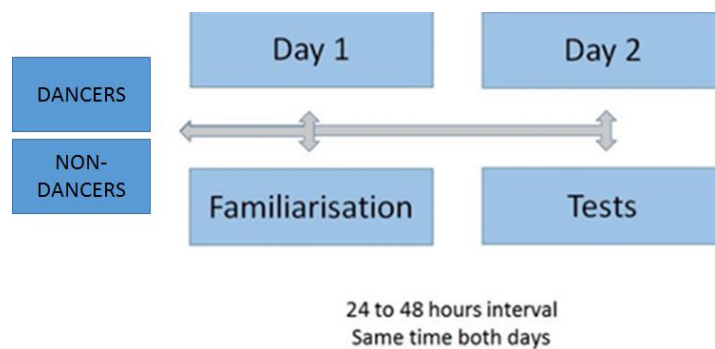 DANCERS
NON-
DANCERS
Day 1
Day 2
Familiarisation
Tests
24 to 48 hours interval
Same time both days